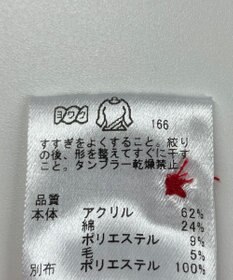 ヨワク
166
すすぎをよくすること。絞り
の後、形を整えてすぐに干す
こと。タンブラー乾燥禁止
品質
本体 アクリル 62%
綿 24%
ポリエステル 9%
毛 5%
別布 ポリエステル 100%